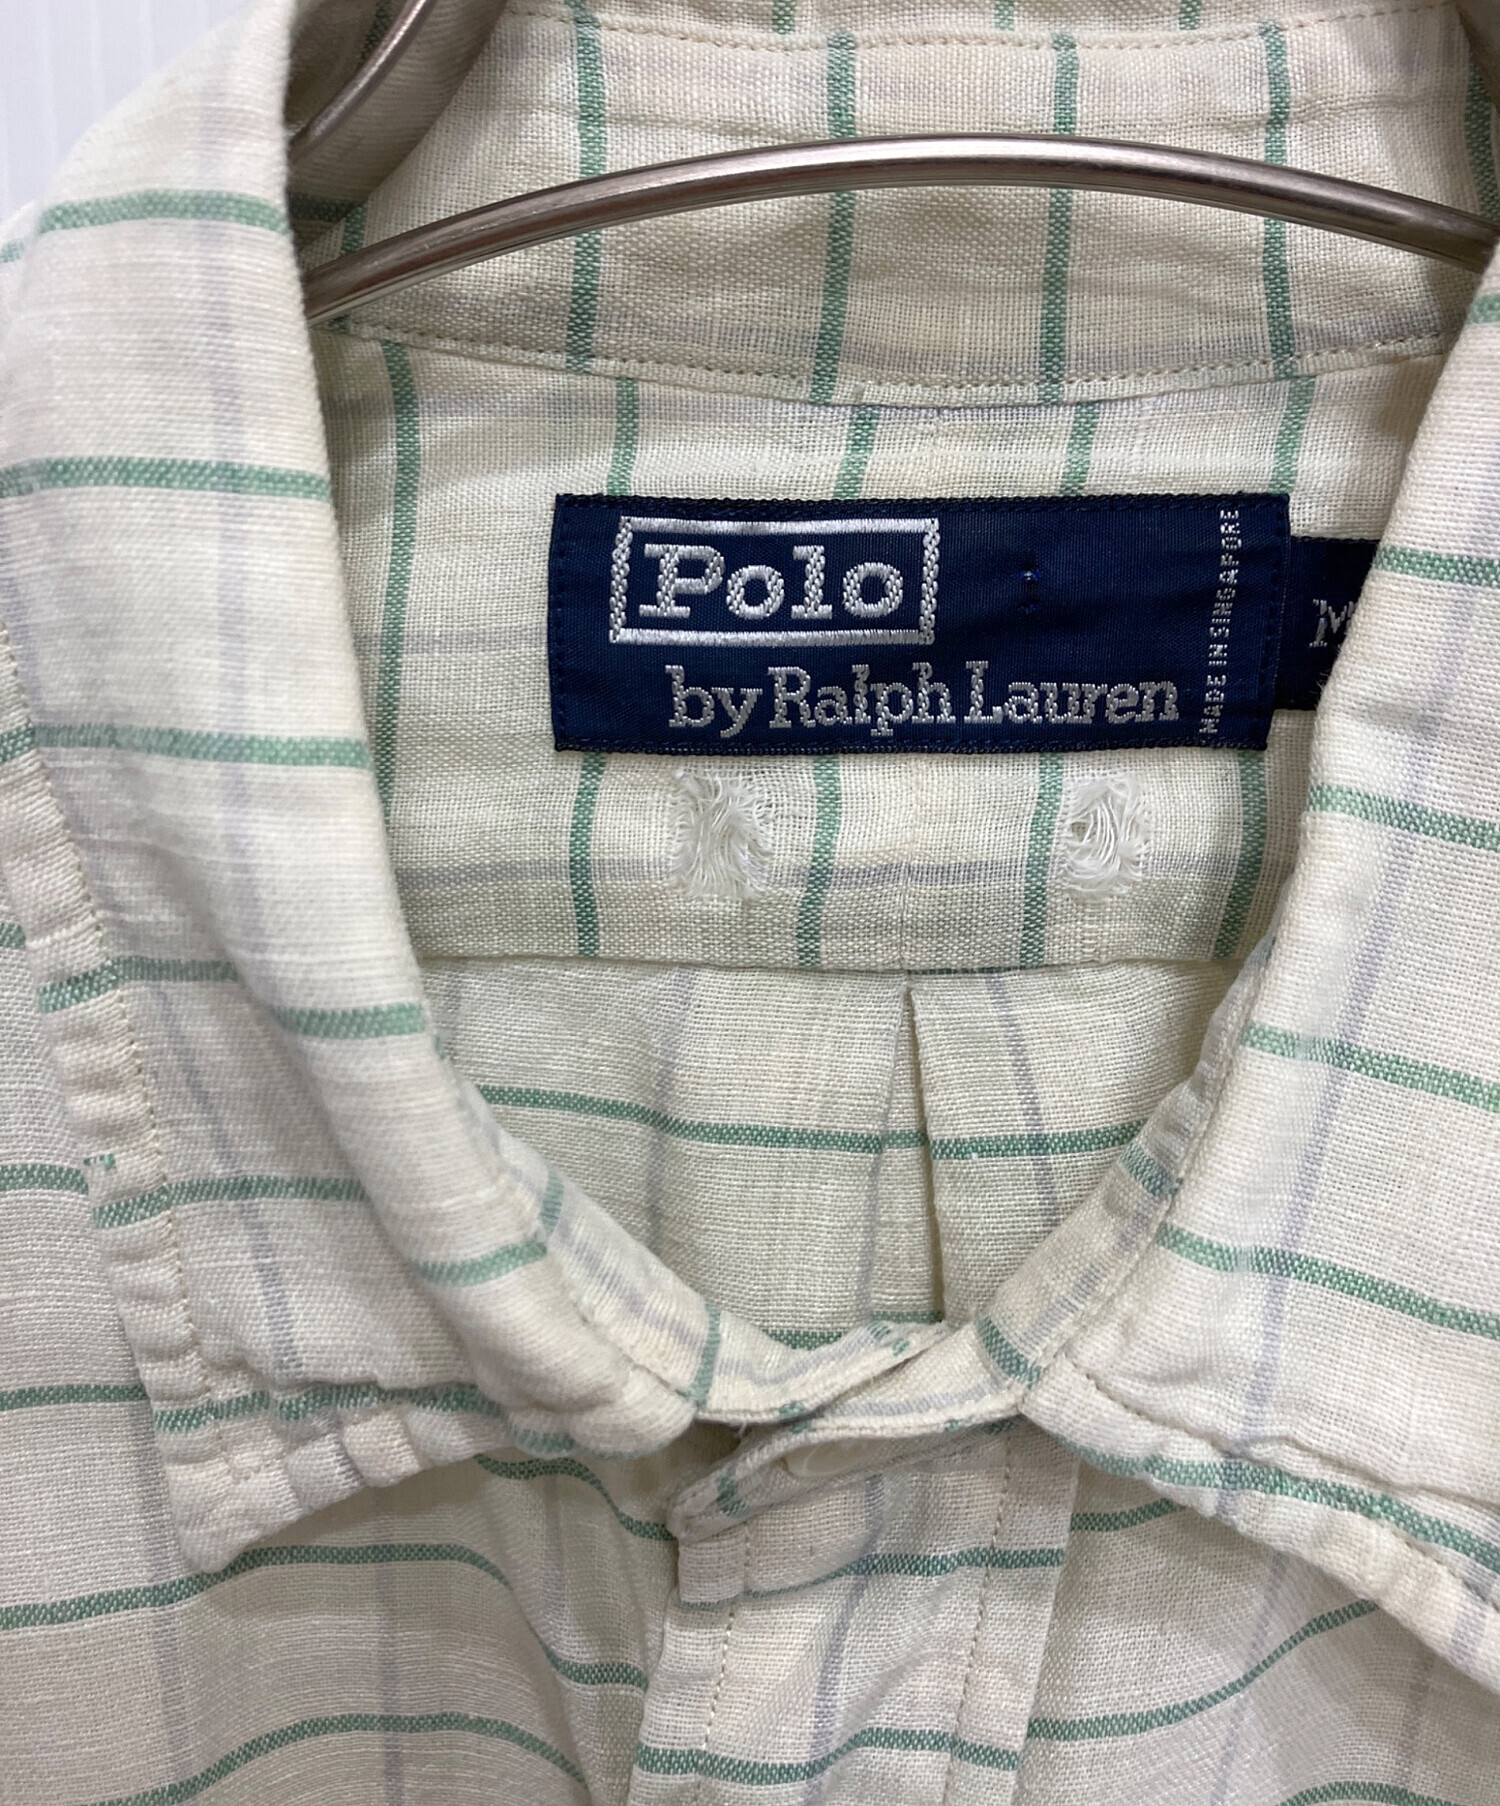 Polo
by Ralph Lauren
MADE IN SINGAPORE
M